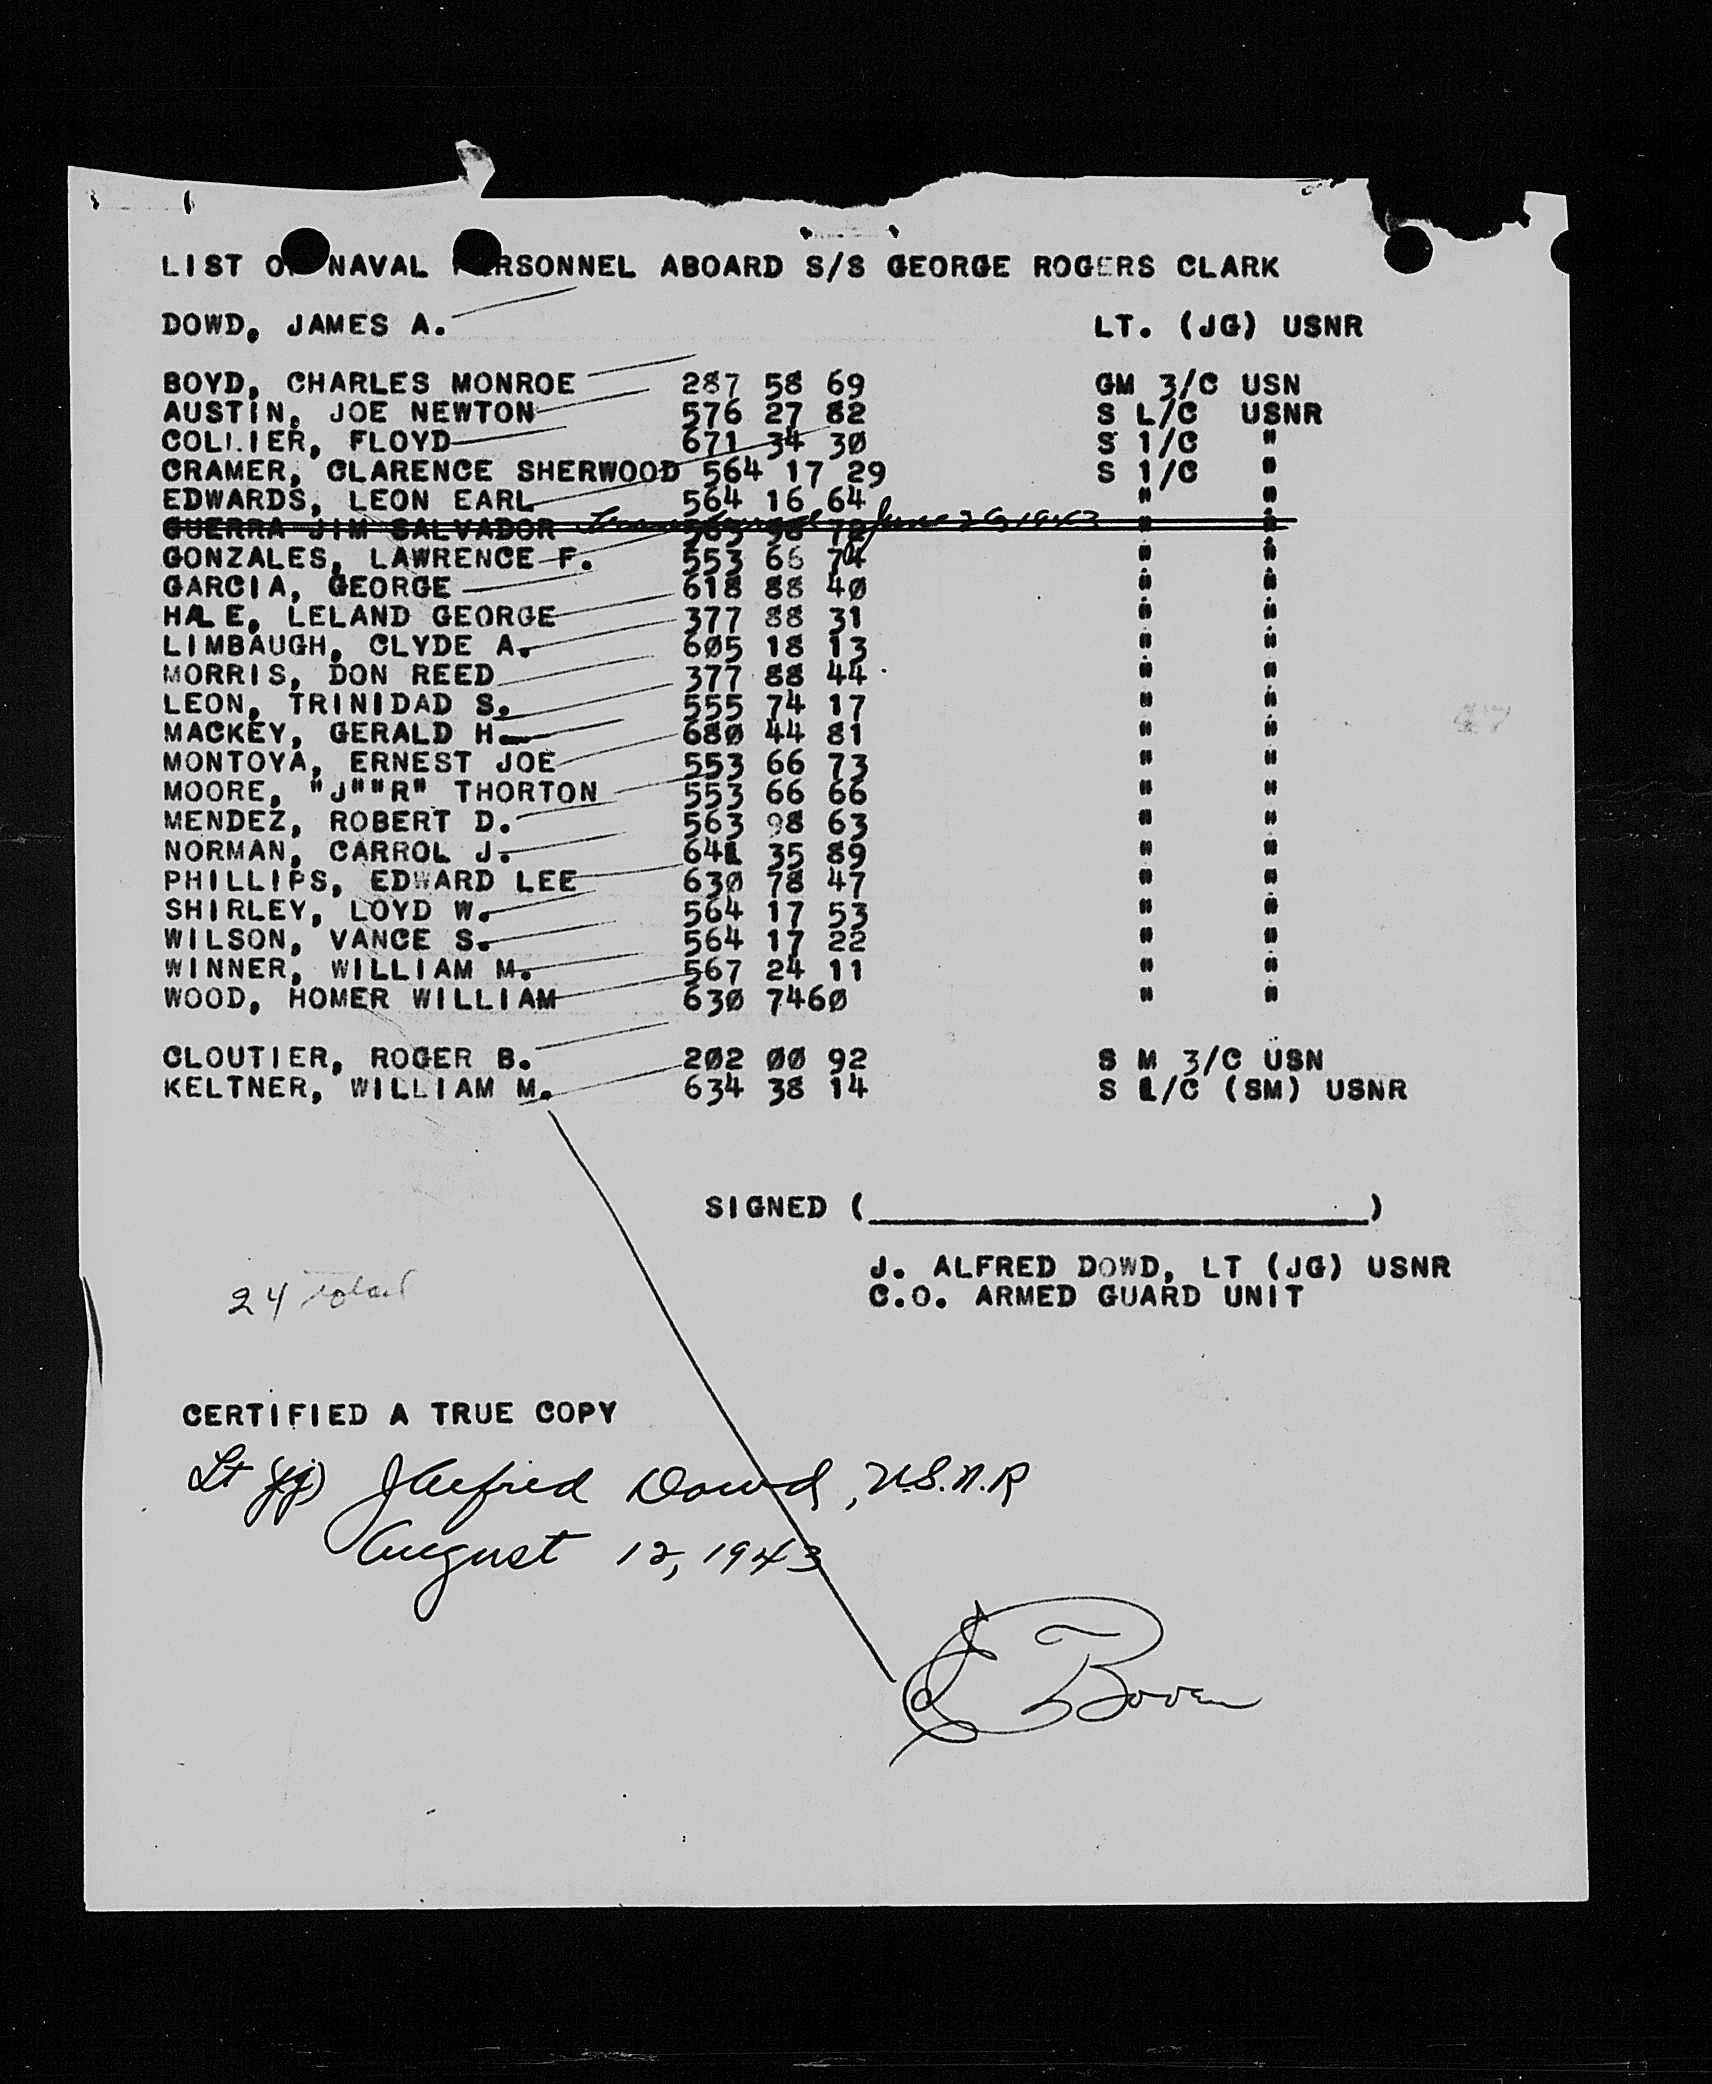 LIST OF NAVAL PERSONNEL ABOARD S/S GEORGE ROGERS CLARK
DOWD, JAMES A. LT. (JG) USNR
BOYD, CHARLES MONROE 287 58 69 GM 3/C USN
AUSTIN, JOE NEWTON 576 27 82 S L/C USNR
COLLIER, FLOYD 671 34 30 S 1/C "
CRAMER, CLARENCE SHERWOOD 564 17 29 S 1/C "
EDWARDS, LEON EARL 564 16 64 " "
GUERRA JIM SALVADOR 563 98 72 June 26 1943 " "
GONZALES, LAWRENCE F. 553 66 74 " "
GARCIA, GEORGE 618 88 40 " "
HALE, LELAND GEORGE 377 88 31 " "
LIMBAUGH, CLYDE A. 605 18 13 " "
MORRIS, DON REED 377 88 44 " "
LEON, TRINIDAD S. 555 74 17 " "
MACKEY, GERALD H. 680 44 81 " "
MONTOYA, ERNEST JOE 553 66 73 " "
MOORE, "J""R" THORTON 553 66 66 " "
MENDEZ, ROBERT D. 563 98 63 " "
NORMAN, CARROL J. 641 35 89 " "
PHILLIPS, EDWARD LEE 630 78 47 " "
SHIRLEY, LOYD W. 564 17 53 " "
WILSON, VANCE S. 564 17 22 " "
WINNER, WILLIAM M. 567 24 11 " "
WOOD, HOMER WILLIAM 630 7460 " "
CLOUTIER, ROGER B. 202 00 92 S M 3/C USN
KELTNER, WILLIAM M. 634 38 14 S 1/C (SM) USNR
SIGNED ( )
J. ALFRED DOWD, LT (JG) USNR
C.O. ARMED GUARD UNIT
24 total
CERTIFIED A TRUE COPY
Lt (jg) J Alfred Dowd, U.S.N.R
August 12, 1943